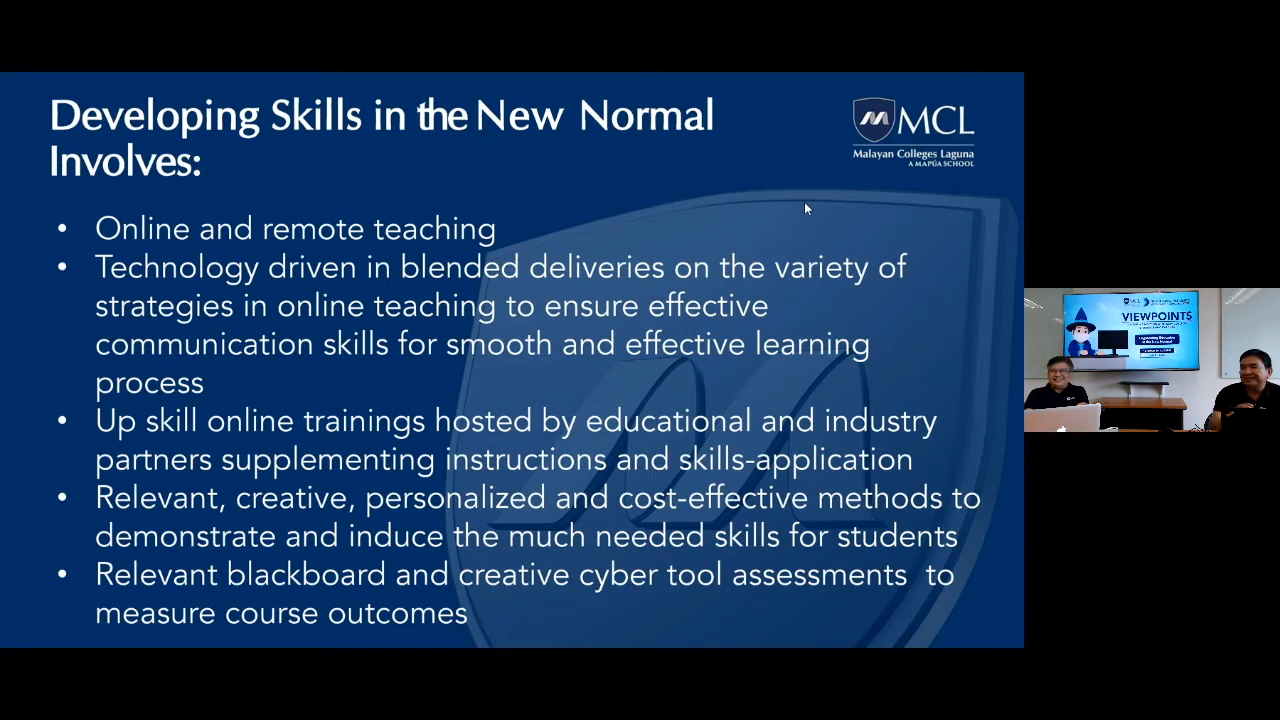 Developing Skills in the New Normal
Involves:
MCL
Malayan Colleges Laguna
A MAPÚA SCHOOL
• Online and remote teaching
• Technology driven in blended deliveries on the variety of
strategies in online teaching to ensure effective
communication skills for smooth and effective learning
process
• Up skill online trainings hosted by educational and industry
partners supplementing instructions and skills-application
• Relevant, creative, personalized and cost-effective methods to
demonstrate and induce the much needed skills for students
• Relevant blackboard and creative cyber tool assessments  to
measure course outcomes
MCL
VIEWPOINTS